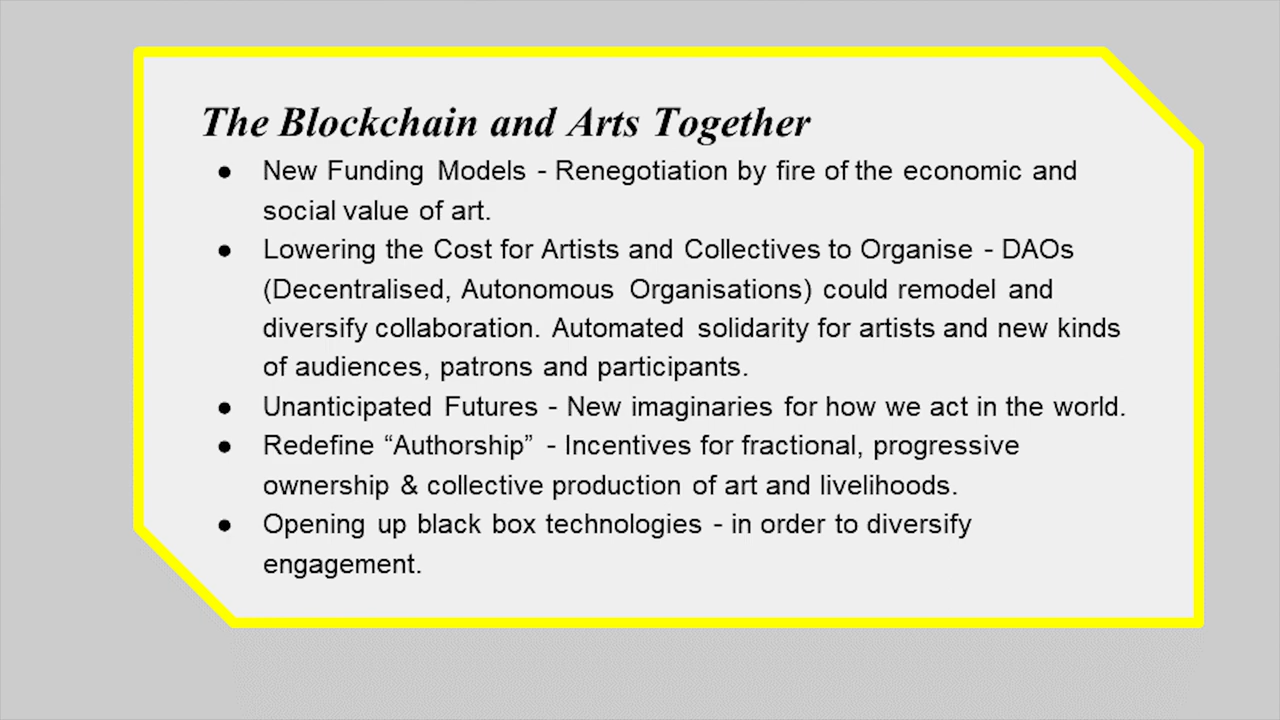 The Blockchain and Arts Together
● New Funding Models - Renegotiation by fire of the economic and
social value of art.
● Lowering the Cost for Artists and Collectives to Organise - DAOs
(Decentralised, Autonomous Organisations) could remodel and
diversify collaboration. Automated solidarity for artists and new kinds
of audiences, patrons and participants.
● Unanticipated Futures - New imaginaries for how we act in the world.
● Redefine “Authorship” - Incentives for fractional, progressive
ownership & collective production of art and livelihoods.
● Opening up black box technologies - in order to diversify
engagement.